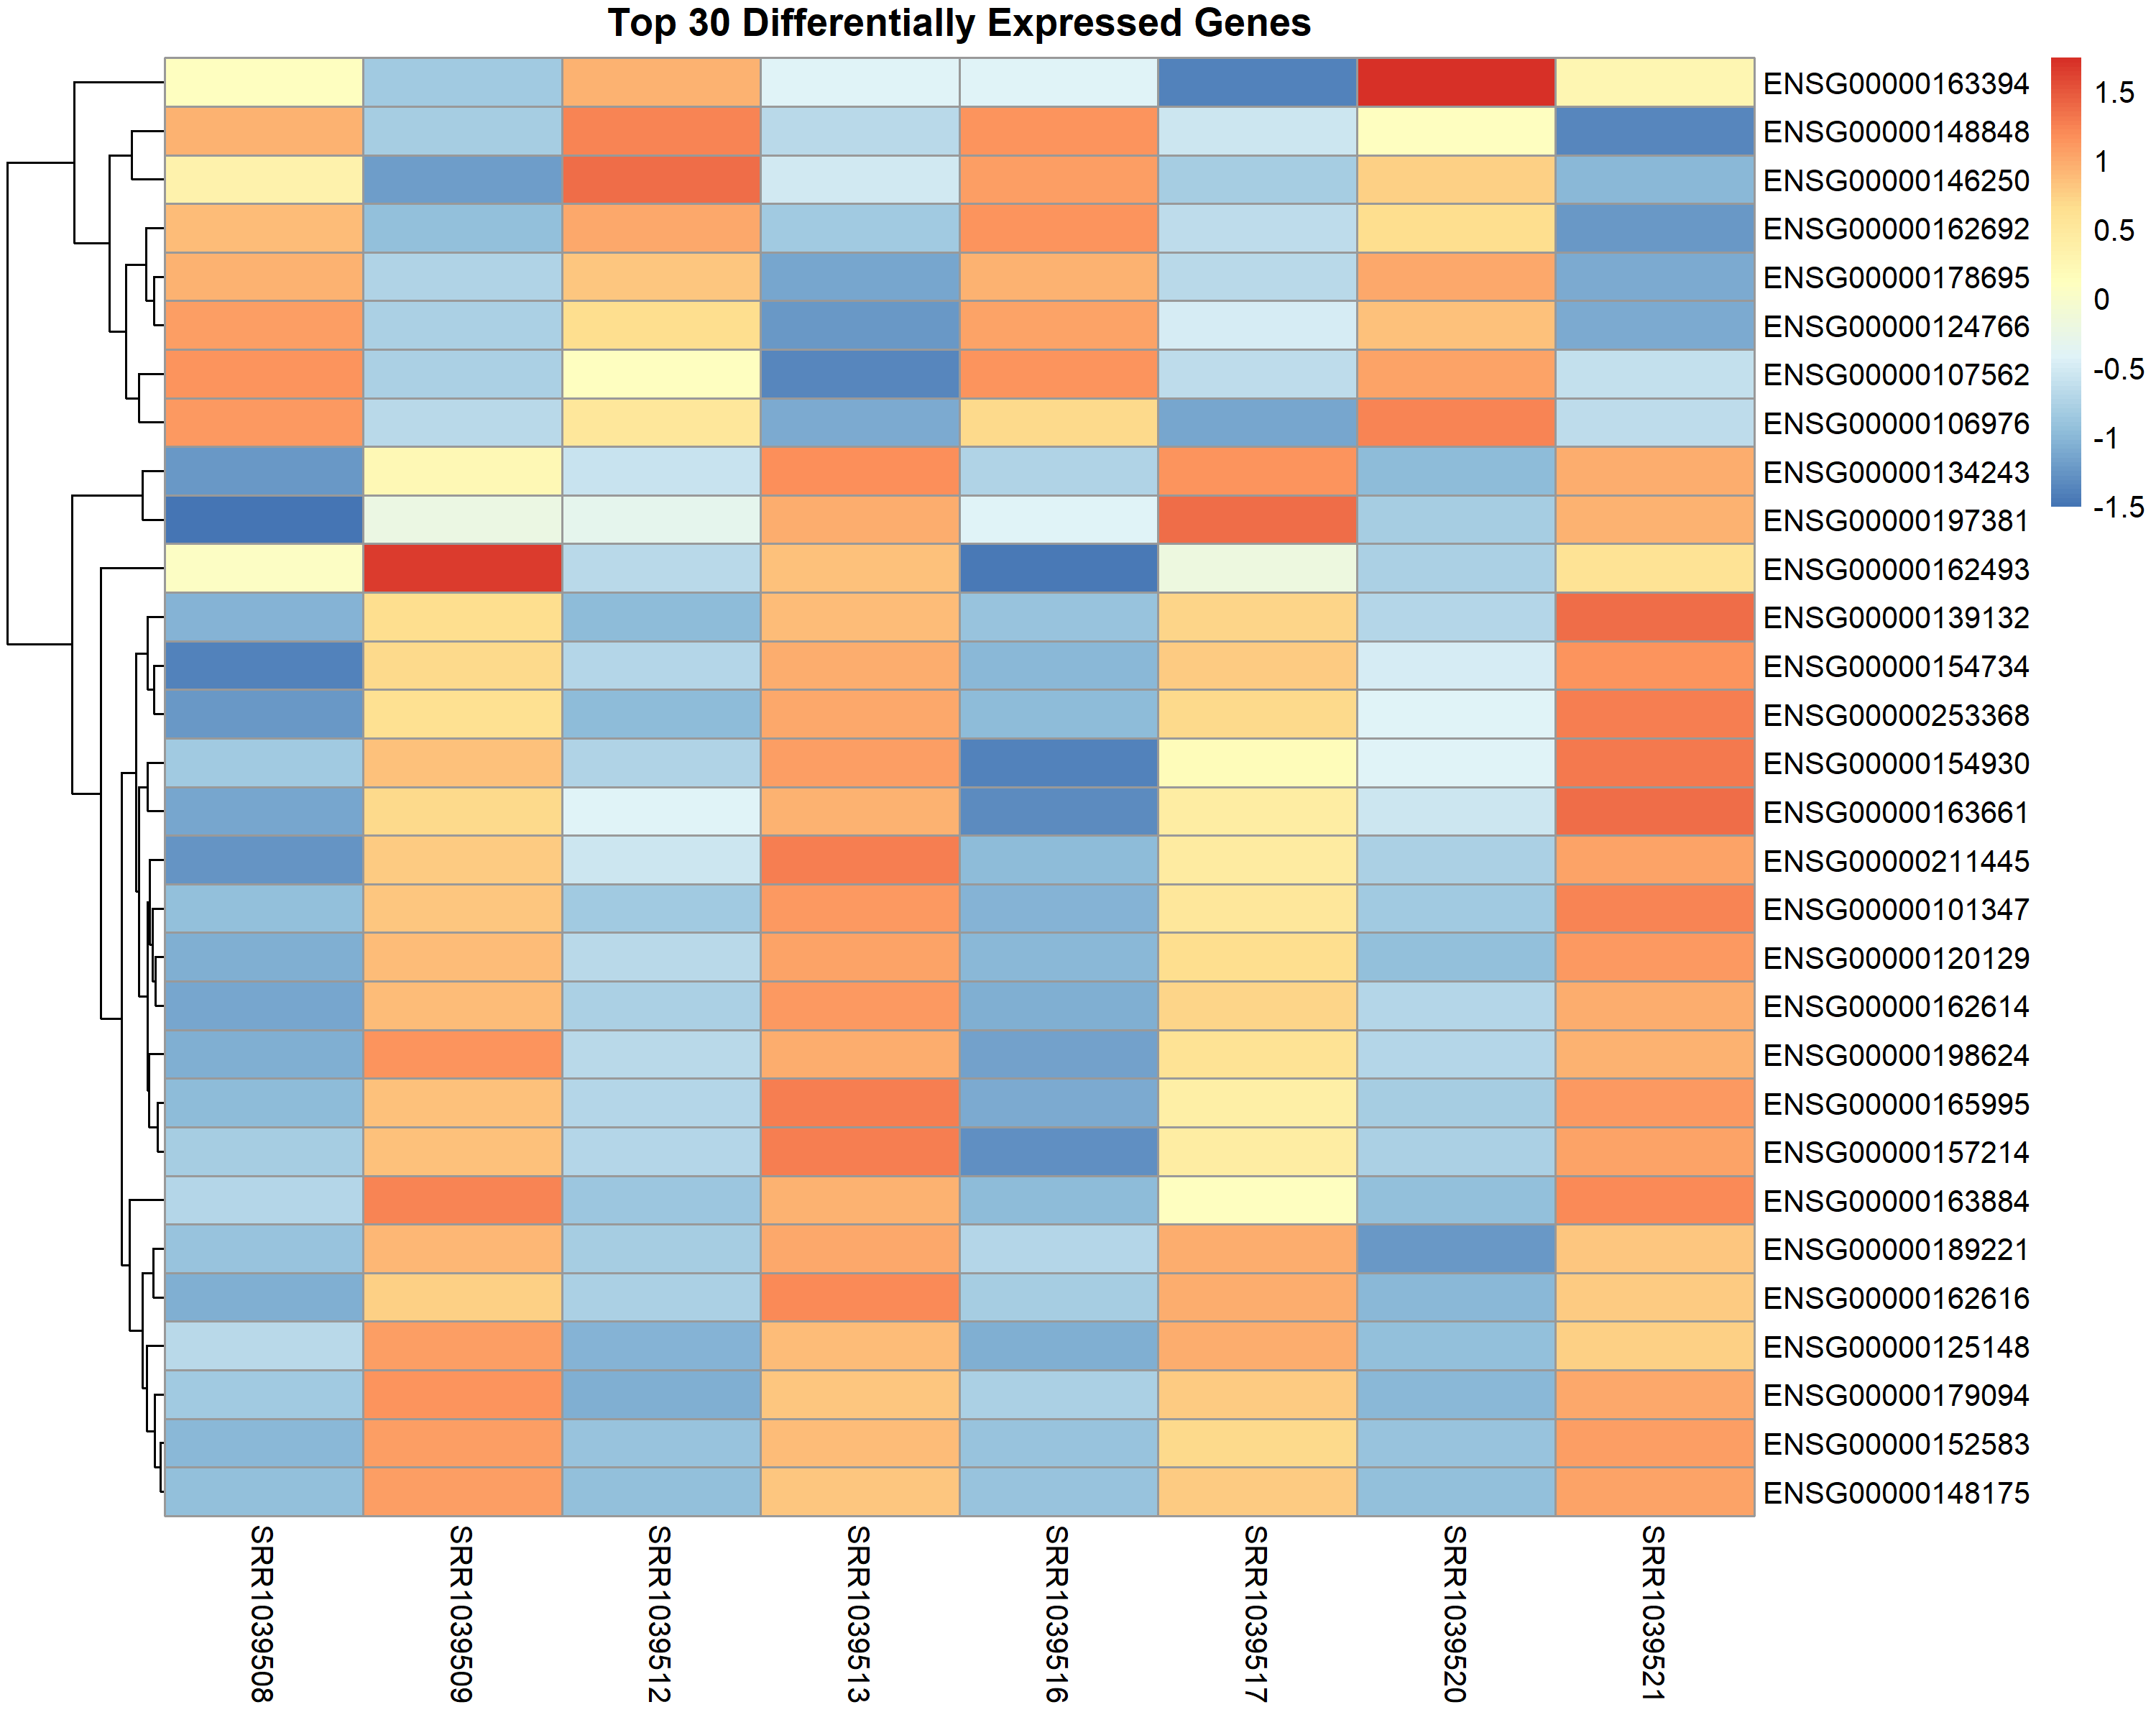 Top 30 Differentially Expressed Genes
ENSG00000163394
ENSG00000148848
ENSG00000146250
ENSG00000162692
ENSG00000178695
ENSG00000124766
ENSG00000107562
ENSG00000106976
ENSG00000134243
ENSG00000197381
ENSG00000162493
ENSG00000139132
ENSG00000154734
ENSG00000253368
ENSG00000154930
ENSG00000163661
ENSG00000211445
ENSG00000101347
ENSG00000120129
ENSG00000162614
ENSG00000198624
ENSG00000165995
ENSG00000157214
ENSG00000163884
ENSG00000189221
ENSG00000162616
ENSG00000125148
ENSG00000179094
ENSG00000152583
ENSG00000148175
1.5
1
0.5
0
-0.5
-1
-1.5
SRR1039508
SRR1039509
SRR1039512
SRR1039513
SRR1039516
SRR1039517
SRR1039520
SRR1039521